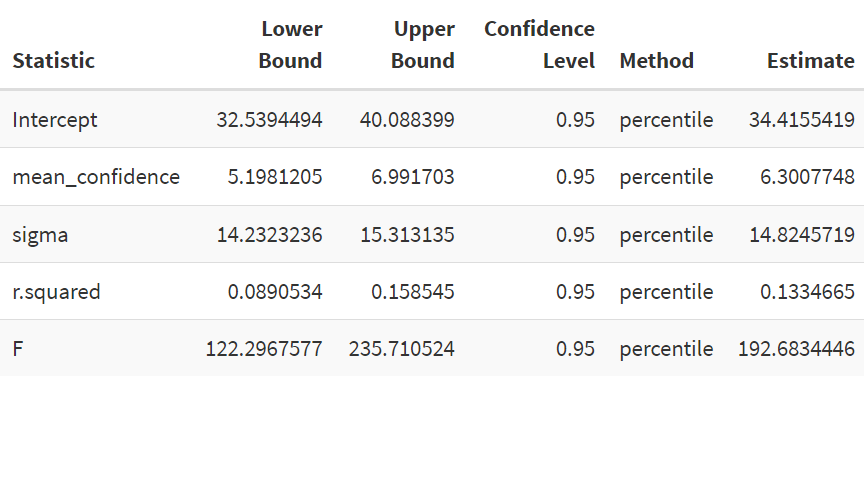 Lower Upper Confidence
Statistic Bound Bound Level Method Estimate
Intercept 32.5394494 40.088399 0.95 percentile 34.4155419
mean_confidence 5.1981205 6.991703 0.95 percentile 6.3007748
sigma 14.2323236 15.313135 0.95 percentile 14.8245719
r.squared 0.0890534 0.158545 0.95 percentile 0.1334665
F 122.2967577 235.710524 0.95 percentile 192.6834446